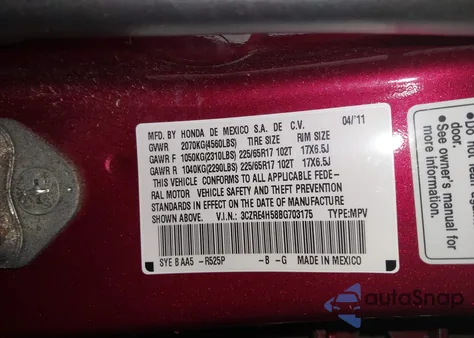 MFD. BY HONDA DE MEXICO S.A. DE C.V. 04/'11
GVWR 2070KG(4560LBS) TIRE SIZE RIM SIZE
GAWR F 1050KG(2310LBS) 225/65R17 102T 17X6.5J
GAWR R 1040KG(2290LBS) 225/65R17 102T 17X6.5J
THIS VEHICLE CONFORMS TO ALL APPLICABLE FEDE-
RAL MOTOR VEHICLE SAFETY AND THEFT PREVENTION
STANDARDS IN EFFECT ON THE DATE OF MANUFACTURE
SHOWN ABOVE. V.I.N.: 3CZRE4H58BG703175 TYPE:MPV
SYE B AA5 -R525P -B -G MADE IN MEXICO
•Do not
door.
•See owner's
more information.
autoSnap